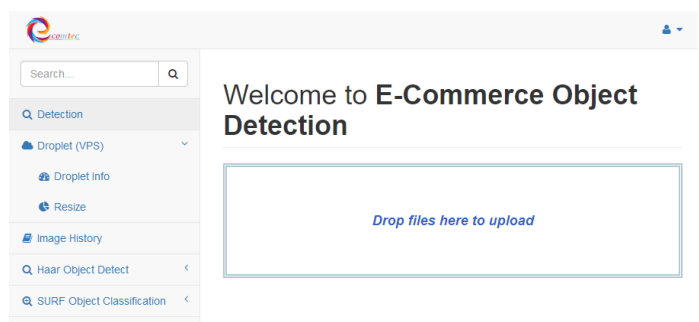 ecomtec
Search...
Detection
Droplet (VPS)
Droplet Info
Resize
Image History
Haar Object Detect
SURF Object Classification
Welcome to E-Commerce Object
Detection
Drop files here to upload